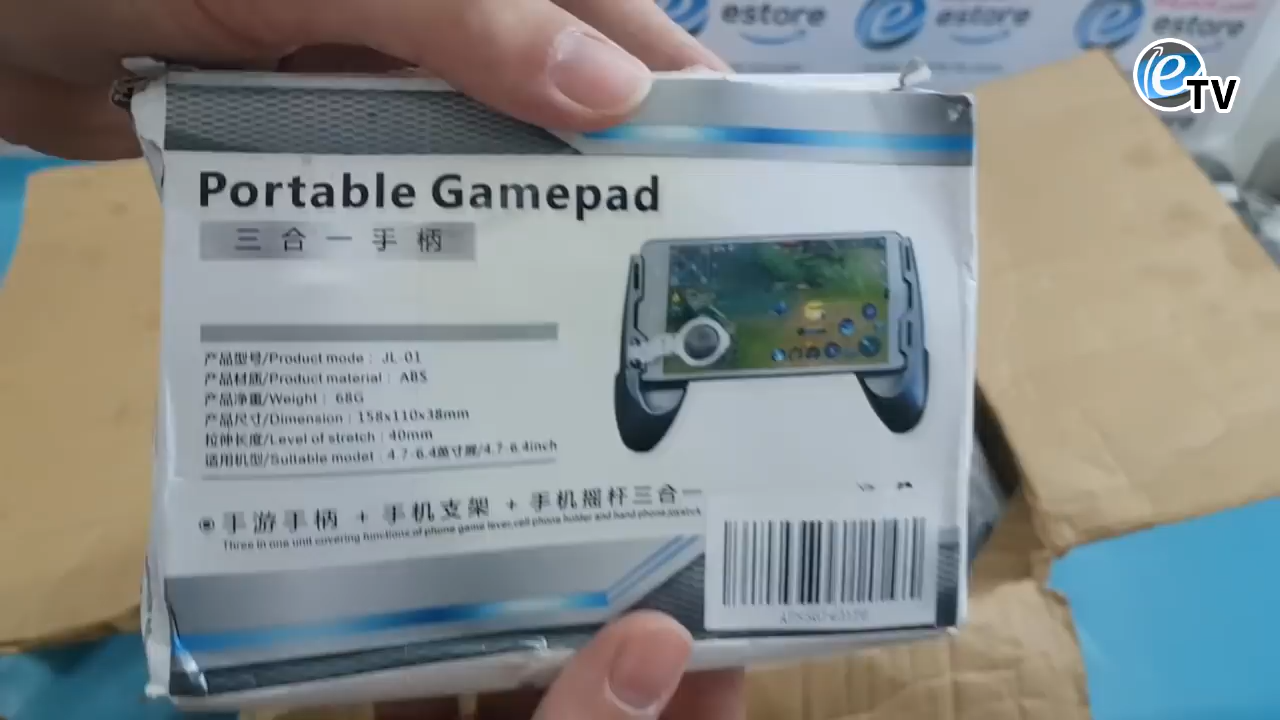 estore
estore
estore
e TV
Portable Gamepad
三合一手柄
产品型号/Product mode : JL-01
产品材质/Product material : ABS
产品净重/Weight : 68G
产品尺寸/Dimension : 158x110x38mm
拉伸长度/Level of stretch : 40mm
适用机型/Suitable model : 4.7-6.4英寸屏/4.7-6.4inch
手游手柄 + 手机支架 + 手机摇杆三合一
Three in one unit covering functions of phone game lever,cell phone holder and hand phone joystick